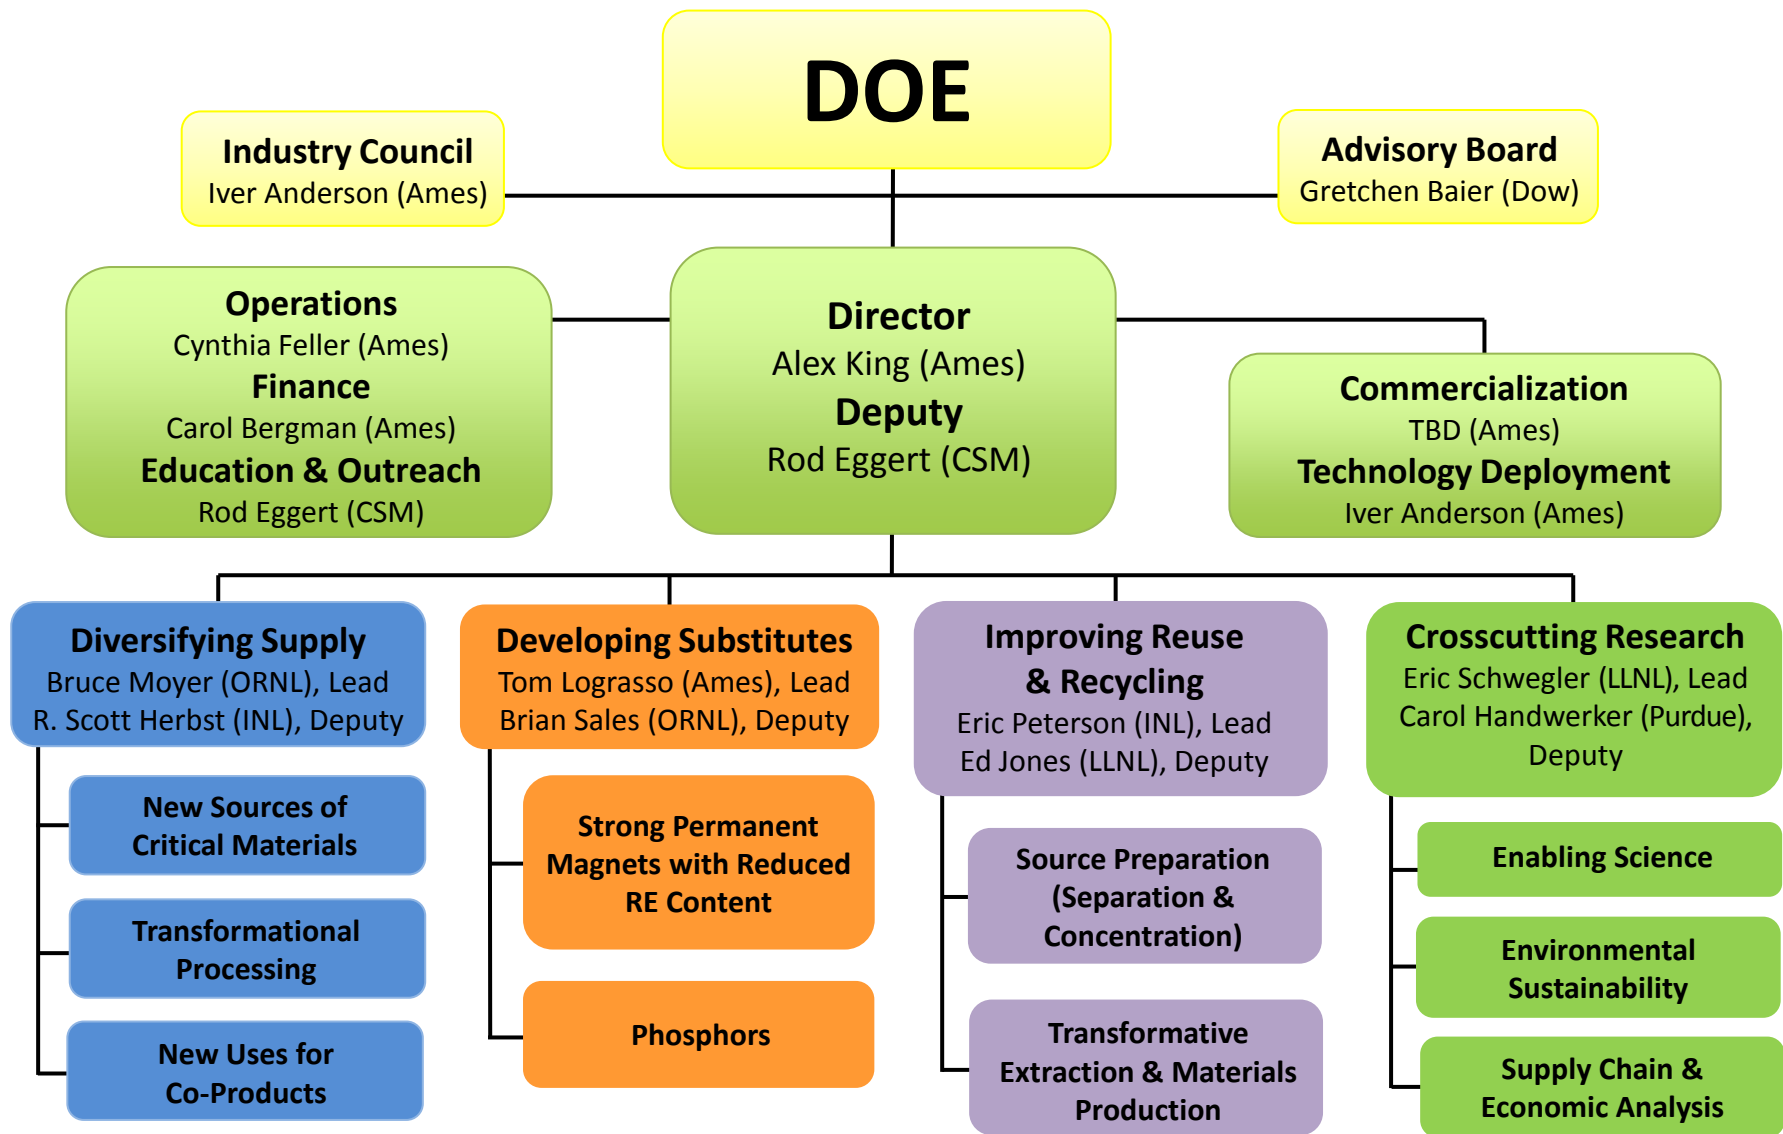 DOE
Industry Council
Iver Anderson (Ames)
Advisory Board
Gretchen Baier (Dow)
Operations
Cynthia Feller (Ames)
Finance
Carol Bergman (Ames)
Education & Outreach
Rod Eggert (CSM)
Director
Alex King (Ames)
Deputy
Rod Eggert (CSM)
Commercialization
TBD (Ames)
Technology Deployment
Iver Anderson (Ames)
Diversifying Supply
Bruce Moyer (ORNL), Lead
R. Scott Herbst (INL), Deputy
New Sources of
Critical Materials
Transformational
Processing
New Uses for
Co-Products
Developing Substitutes
Tom Lograsso (Ames), Lead
Brian Sales (ORNL), Deputy
Strong Permanent
Magnets with Reduced
RE Content
Phosphors
Improving Reuse
& Recycling
Eric Peterson (INL), Lead
Ed Jones (LLNL), Deputy
Source Preparation
(Separation &
Concentration)
Transformative
Extraction & Materials
Production
Crosscutting Research
Eric Schwegler (LLNL), Lead
Carol Handwerker (Purdue),
Deputy
Enabling Science
Environmental
Sustainability
Supply Chain &
Economic Analysis